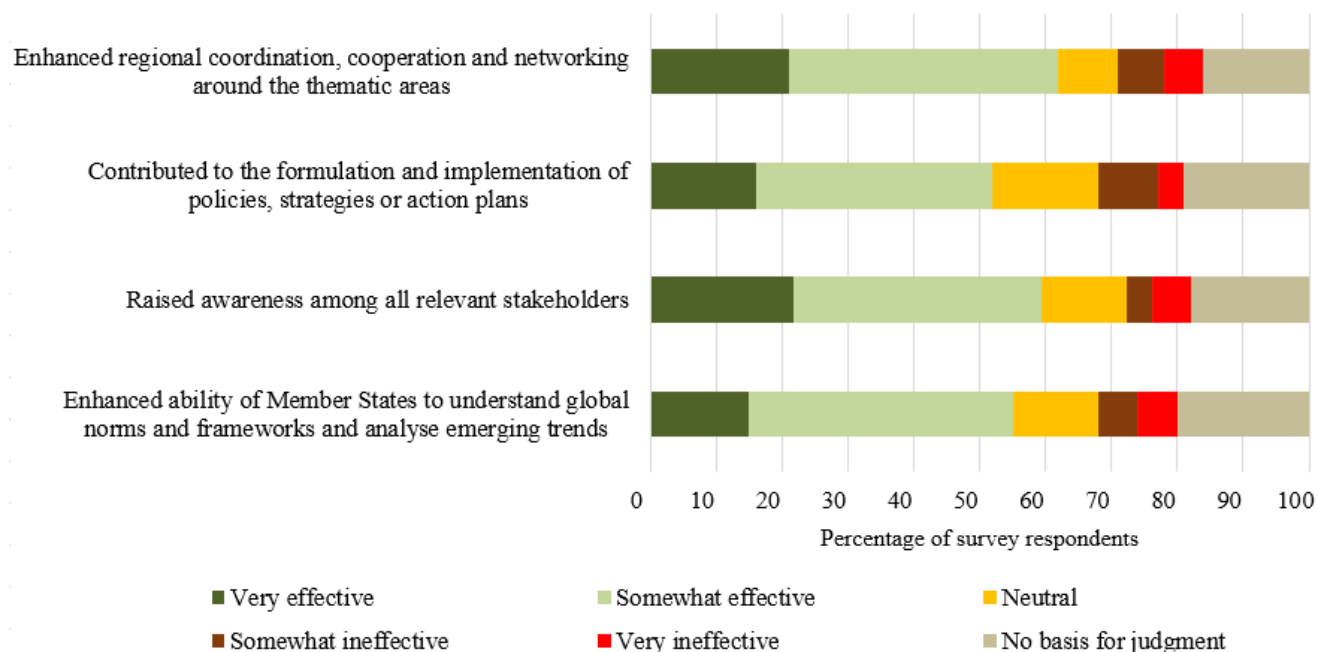 Enhanced regional coordination, cooperation and networking
around the thematic areas
Contributed to the formulation and implementation of
policies, strategies or action plans
Raised awareness among all relevant stakeholders
Enhanced ability of Member States to understand global
norms and frameworks and analyse emerging trends
0 10 20 30 40 50 60 70 80 90 100
Percentage of survey respondents
Very effective Somewhat effective Neutral
Somewhat ineffective Very ineffective No basis for judgment